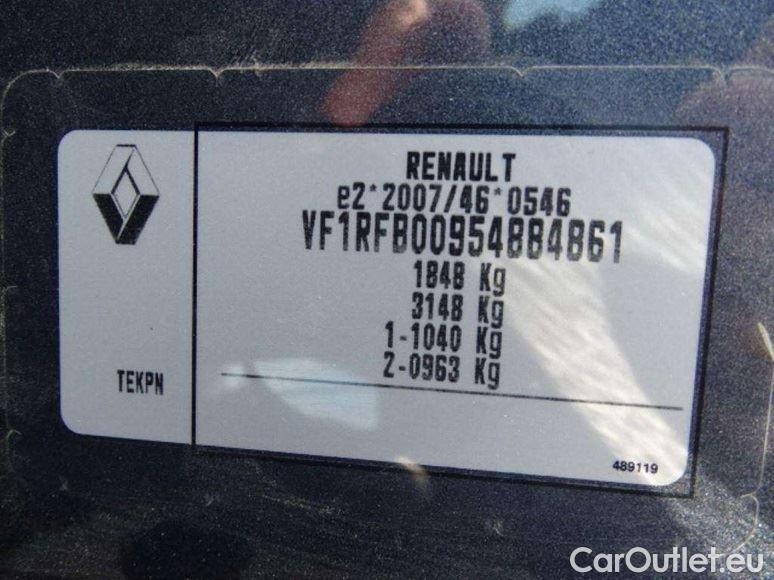 RENAULT
e2*2007/46*0546
VF1RFB00954884861
1848 Kg
3148 Kg
1-1040 Kg
2-0963 Kg
TEKPN
489119
CarOutlet.eu